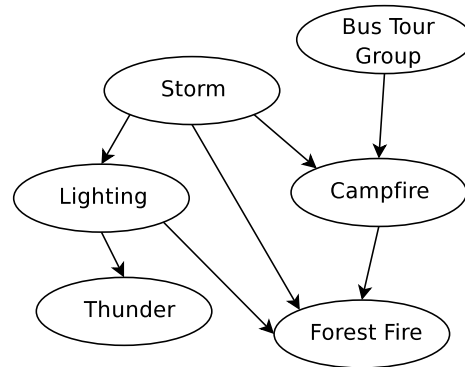 Bus Tour
Group
Storm
Lighting
Campfire
Thunder
Forest Fire